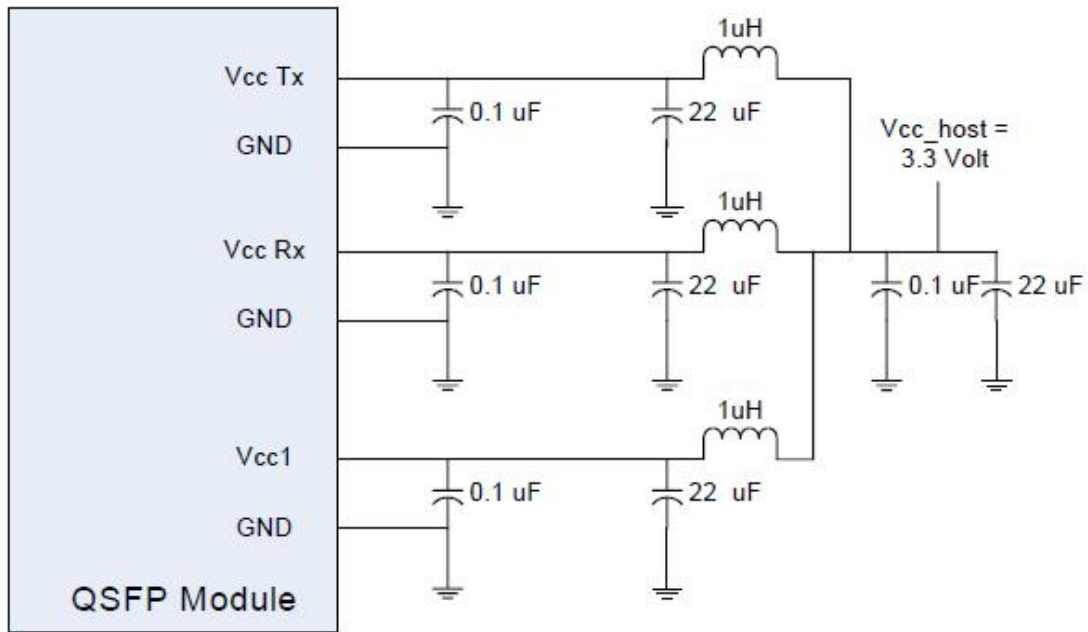 1uH
Vcc Tx
0.1 uF
22 uF
GND
Vcc_host =
3.3 Volt
1uH
Vcc Rx
0.1 uF
22 uF
0.1 uF
22 uF
GND
1uH
Vcc1
0.1 uF
22 uF
GND
QSFP Module